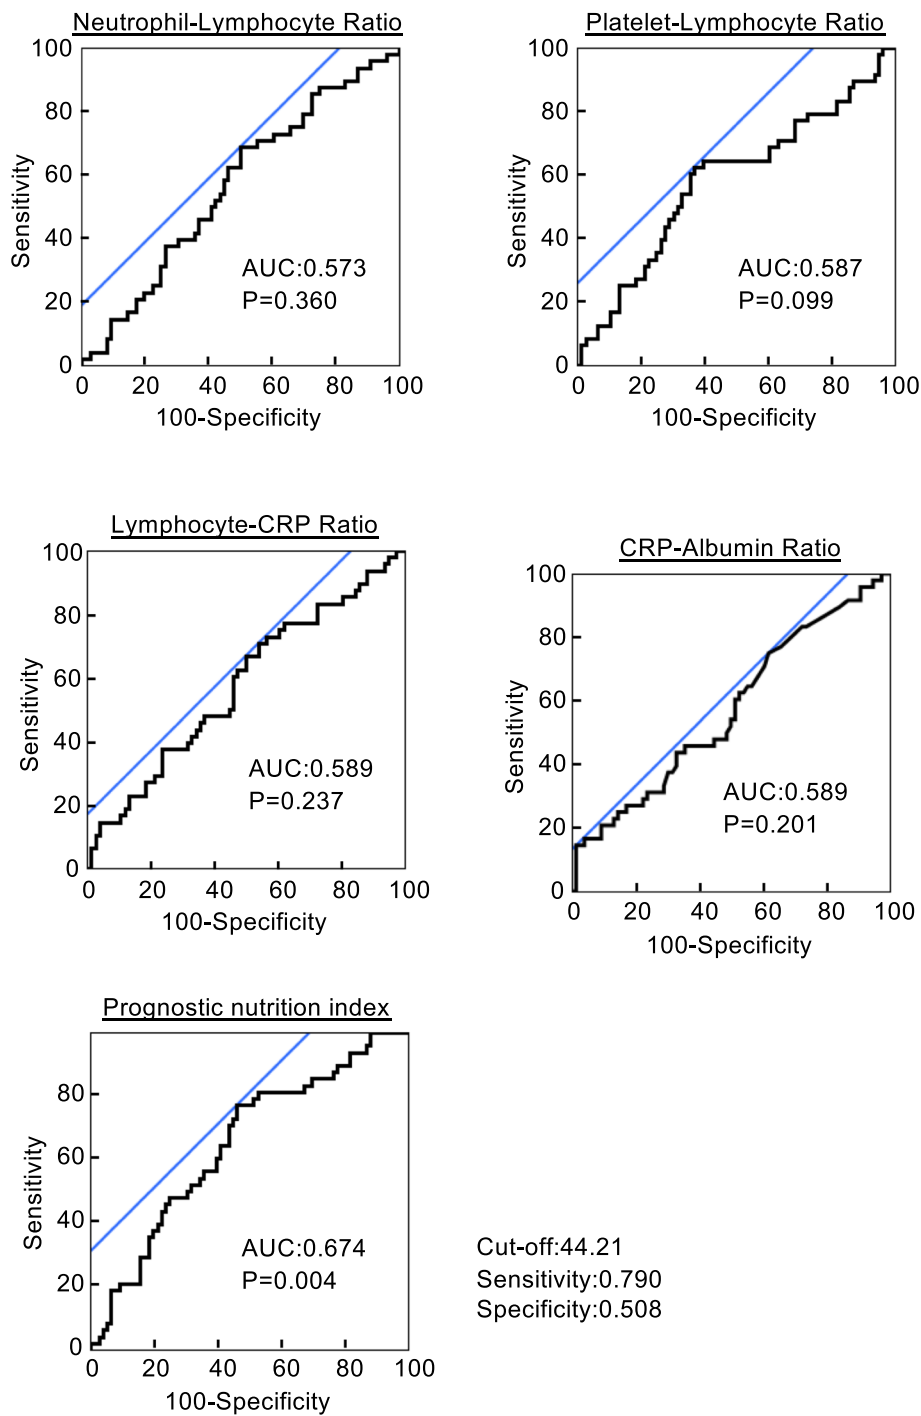 Neutrophil-Lymphocyte Ratio
100
80
60
40
20
0
Sensitivity
AUC:0.573
P=0.360
0 20 40 60 80 100
100-Specificity
Platelet-Lymphocyte Ratio
100
80
60
40
20
0
Sensitivity
AUC:0.587
P=0.099
0 20 40 60 80 100
100-Specificity
Lymphocyte-CRP Ratio
100
80
60
40
20
0
Sensitivity
AUC:0.589
P=0.237
0 20 40 60 80 100
100-Specificity
CRP-Albumin Ratio
100
80
60
40
20
0
Sensitivity
AUC:0.589
P=0.201
0 20 40 60 80 100
100-Specificity
Prognostic nutrition index
80
60
40
20
0
Sensitivity
AUC:0.674
P=0.004
0 20 40 60 80 100
100-Specificity
Cut-off:44.21
Sensitivity:0.790
Specificity:0.508